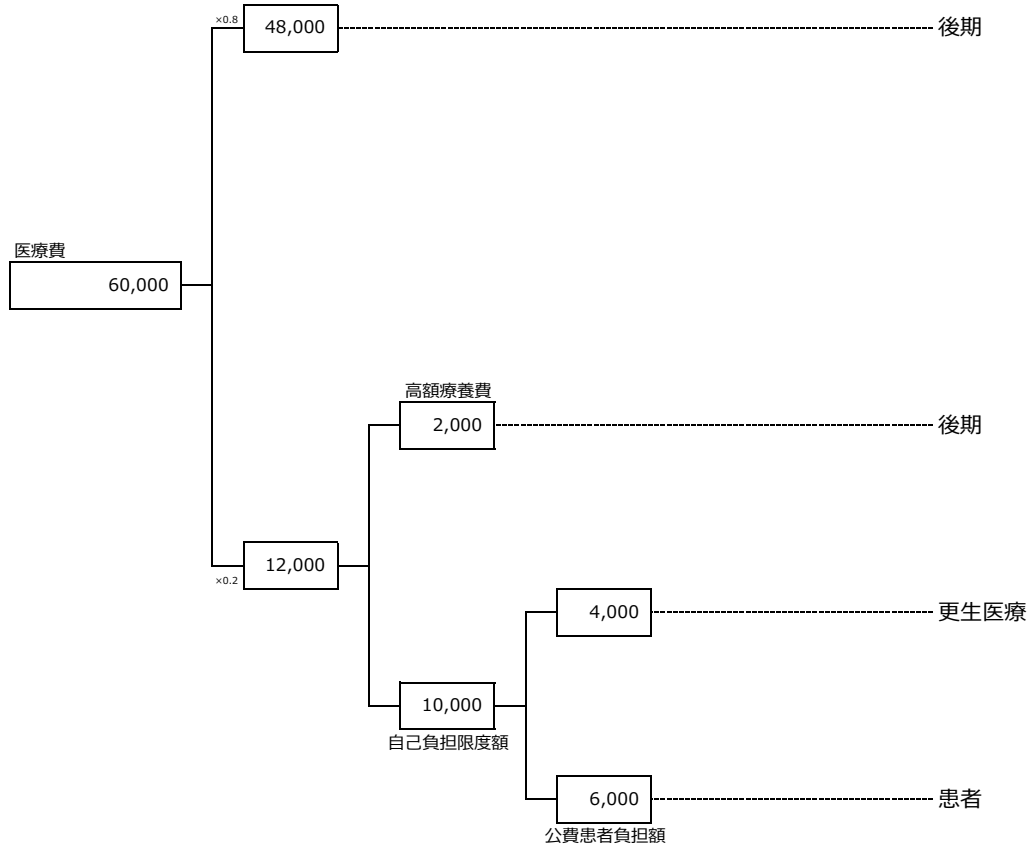 ×0.8
48,000
後期
医療費
60,000
高額療養費
2,000
後期
×0.2
12,000
4,000
更生医療
10,000
自己負担限度額
6,000
患者
公費患者負担額